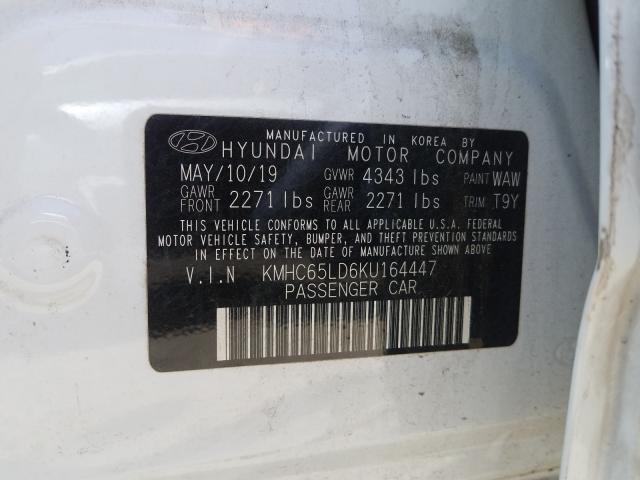 MANUFACTURED IN KOREA BY
HYUNDAI MOTOR COMPANY
MAY/10/19 GVWR 4343 lbs PAINT WAW
GAWR FRONT 2271 lbs GAWR REAR 2271 lbs TRIM T9Y
THIS VEHICLE CONFORMS TO ALL APPLICABLE U.S.A. FEDERAL
MOTOR VEHICLE SAFETY, BUMPER, AND THEFT PREVENTION STANDARDS
IN EFFECT ON THE DATE OF MANUFACTURE SHOWN ABOVE
V.I.N KMHC65LD6KU164447
PASSENGER CAR